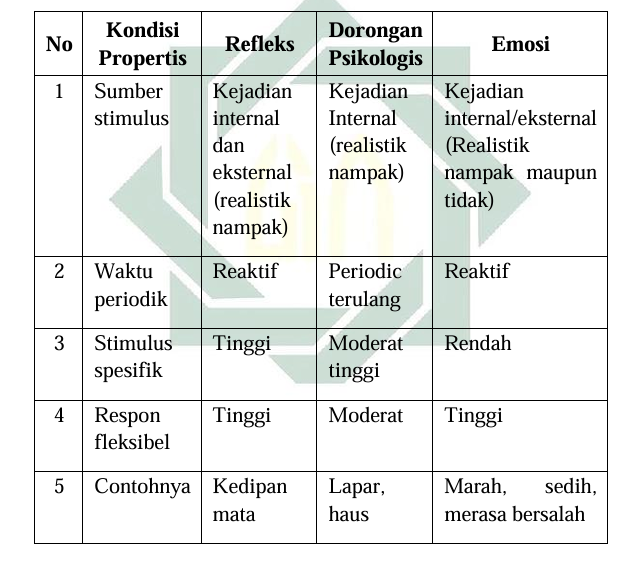 No Kondisi Propertis Refleks Dorongan Psikologis Emosi
1 Sumber stimulus Kejadian internal dan eksternal (realistik nampak) Kejadian Internal (realistik nampak) Kejadian internal/eksternal (Realistik nampak maupun tidak)
2 Waktu periodik Reaktif Periodic terulang Reaktif
3 Stimulus spesifik Tinggi Moderat tinggi Rendah
4 Respon fleksibel Tinggi Moderat Tinggi
5 Contohnya Kedipan mata Lapar, haus Marah, sedih, merasa bersalah